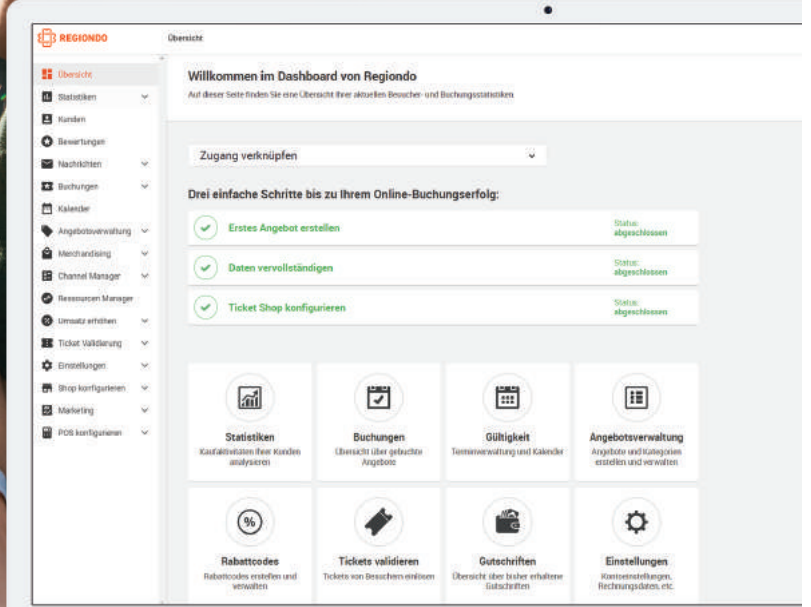 REGIONDO
Übersicht
Übersicht
Statistiken
Kunden
Bewertungen
Nachrichten
Buchungen
Kalender
Angebotsverwaltung
Merchandising
Channel Manager
Ressourcen Manager
Umsatz erhöhen
Ticket Validierung
Einstellungen
Shop konfigurieren
Marketing
POS konfigurieren
Willkommen im Dashboard von Regiondo
Auf dieser Seite finden Sie eine Übersicht Ihrer aktuellen Besucher- und Buchungsstatistiken
Zugang verknüpfen
Drei einfache Schritte bis zu Ihrem Online-Buchungserfolg:
Erstes Angebot erstellen
Status:
abgeschlossen
Daten vervollständigen
Status:
abgeschlossen
Ticket Shop konfigurieren
Status:
abgeschlossen
Statistiken
Kaufaktivitäten Ihrer Kunden
analysieren
Buchungen
Übersicht über gebuchte
Angebote
Gültigkeit
Terminverwaltung und Kalender
Angebotsverwaltung
Angebote und Kategorien
erstellen und verwalten
%
Rabattcodes
Rabattcodes erstellen und
verwalten
Tickets validieren
Tickets von Besuchern einlösen
Gutschriften
Übersicht über bisher erhaltene
Gutschriften
Einstellungen
Kontoeinstellungen,
Rechnungsdaten, etc.